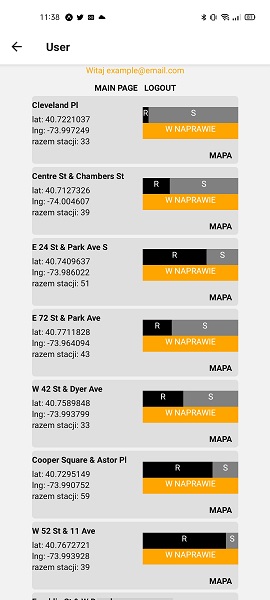 11:38
User
Witaj example@email.com
MAIN PAGE LOGOUT
Cleveland Pl
lat: 40.7221037
lng: -73.997249
razem stacji: 33
R S
W NAPRAWIE
MAPA
Centre St & Chambers St
lat: 40.7127326
lng: -74.004607
razem stacji: 39
R S
W NAPRAWIE
MAPA
E 24 St & Park Ave S
lat: 40.7409637
lng: -73.986022
razem stacji: 51
R S
W NAPRAWIE
MAPA
E 72 St & Park Ave
lat: 40.7711828
lng: -73.964094
razem stacji: 43
R S
W NAPRAWIE
MAPA
W 42 St & Dyer Ave
lat: 40.7589848
lng: -73.993799
razem stacji: 33
R S
W NAPRAWIE
MAPA
Cooper Square & Astor Pl
lat: 40.7295149
lng: -73.990752
razem stacji: 59
R S
W NAPRAWIE
MAPA
W 52 St & 11 Ave
lat: 40.7672721
lng: -73.993928
razem stacji: 39
R S
W NAPRAWIE
MAPA